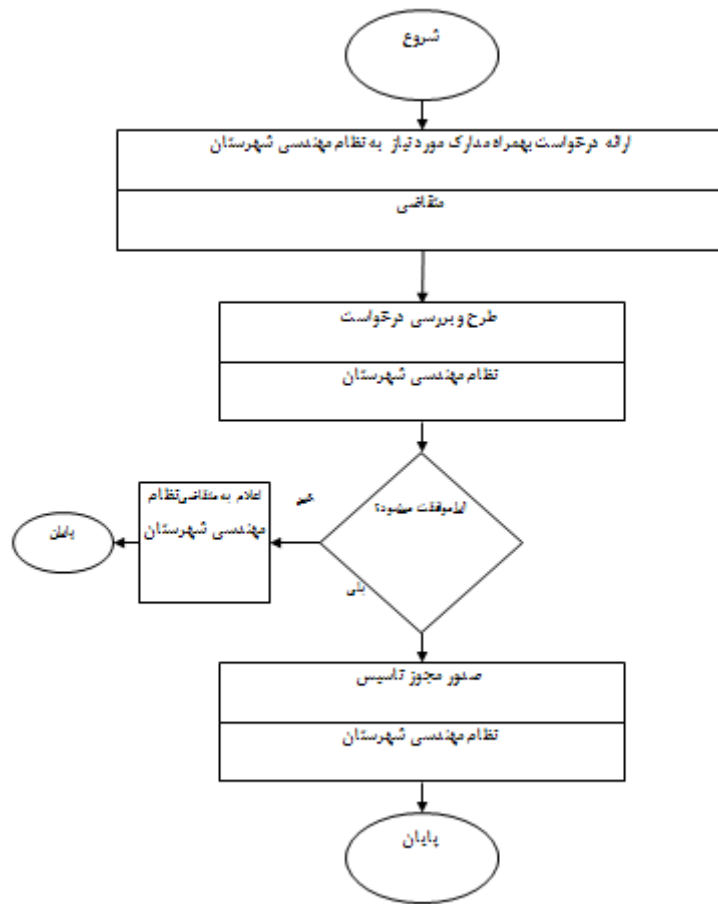 شروع
ارائه درخواست بهمراه مدارک مورد نیاز به نظام مهندسی شهرستان
متقاضی
طرح و بررسی درخواست
نظام مهندسی شهرستان
ایا موافقت میشود؟
خیر
اعلام به متقاضی نظام
مهندسی شهرستان
پایان
بلی
صدور مجوز تاسیس
نظام مهندسی شهرستان
پایان